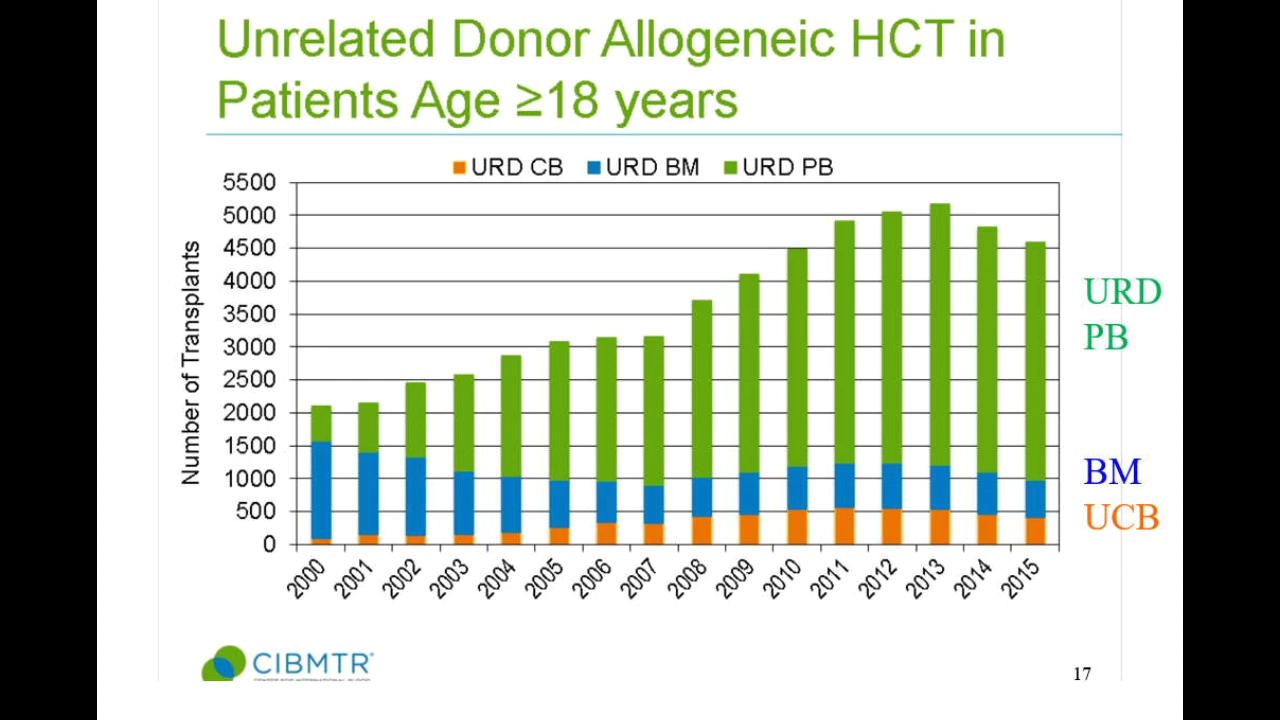 Unrelated Donor Allogeneic HCT in
Patients Age ≥18 years
URD CB URD BM URD PB
Number of Transplants
5500
5000
4500
4000
3500
3000
2500
2000
1500
1000
500
0
2000 2001 2002 2003 2004 2005 2006 2007 2008 2009 2010 2011 2012 2013 2014 2015
URD
PB
BM
UCB
CIBMTR®
17